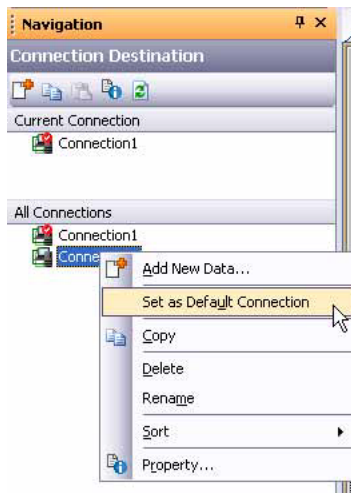 Navigation
Connection Destination
Current Connection
Connection1
All Connections
Connection1
Conne
Add New Data...
Set as Default Connection
Copy
Delete
Rename
Sort
Property...